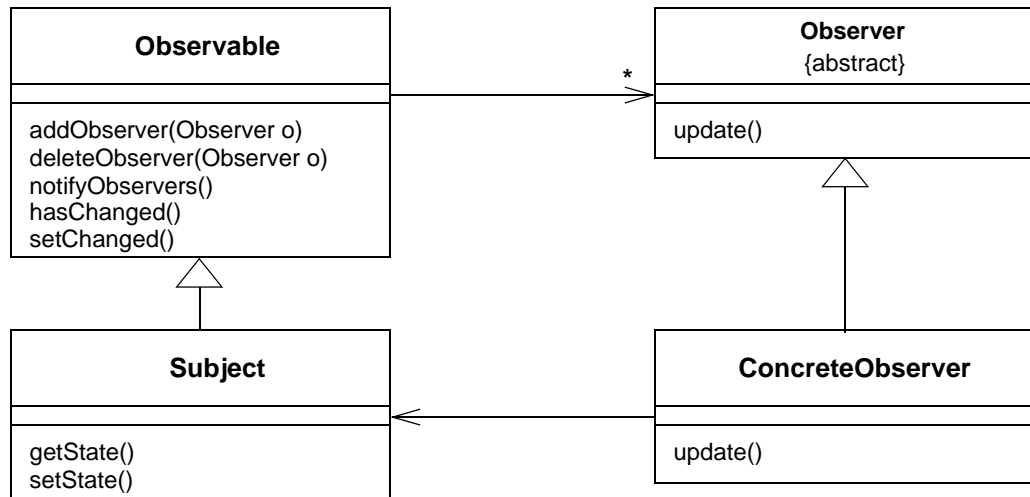 Observable
addObserver(Observer o)
deleteObserver(Observer o)
notifyObservers()
hasChanged()
setChanged()
*
Observer
{abstract}
update()
Subject
getState()
setState()
ConcreteObserver
update()